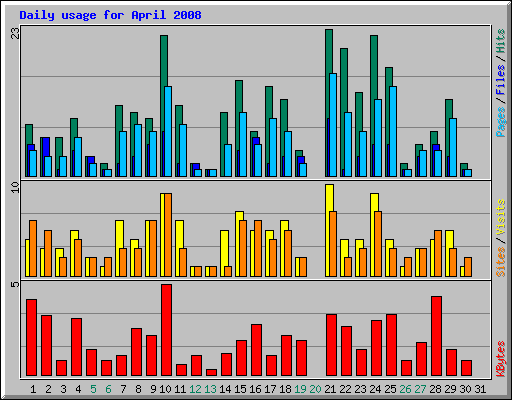 Daily usage for April 2008
23
Pages / Files / Hits
10
Sites / Visits
5
KBytes
1 2 3 4 5 6 7 8 9 10 11 12 13 14 15 16 17 18 19 20 21 22 23 24 25 26 27 28 29 30 31